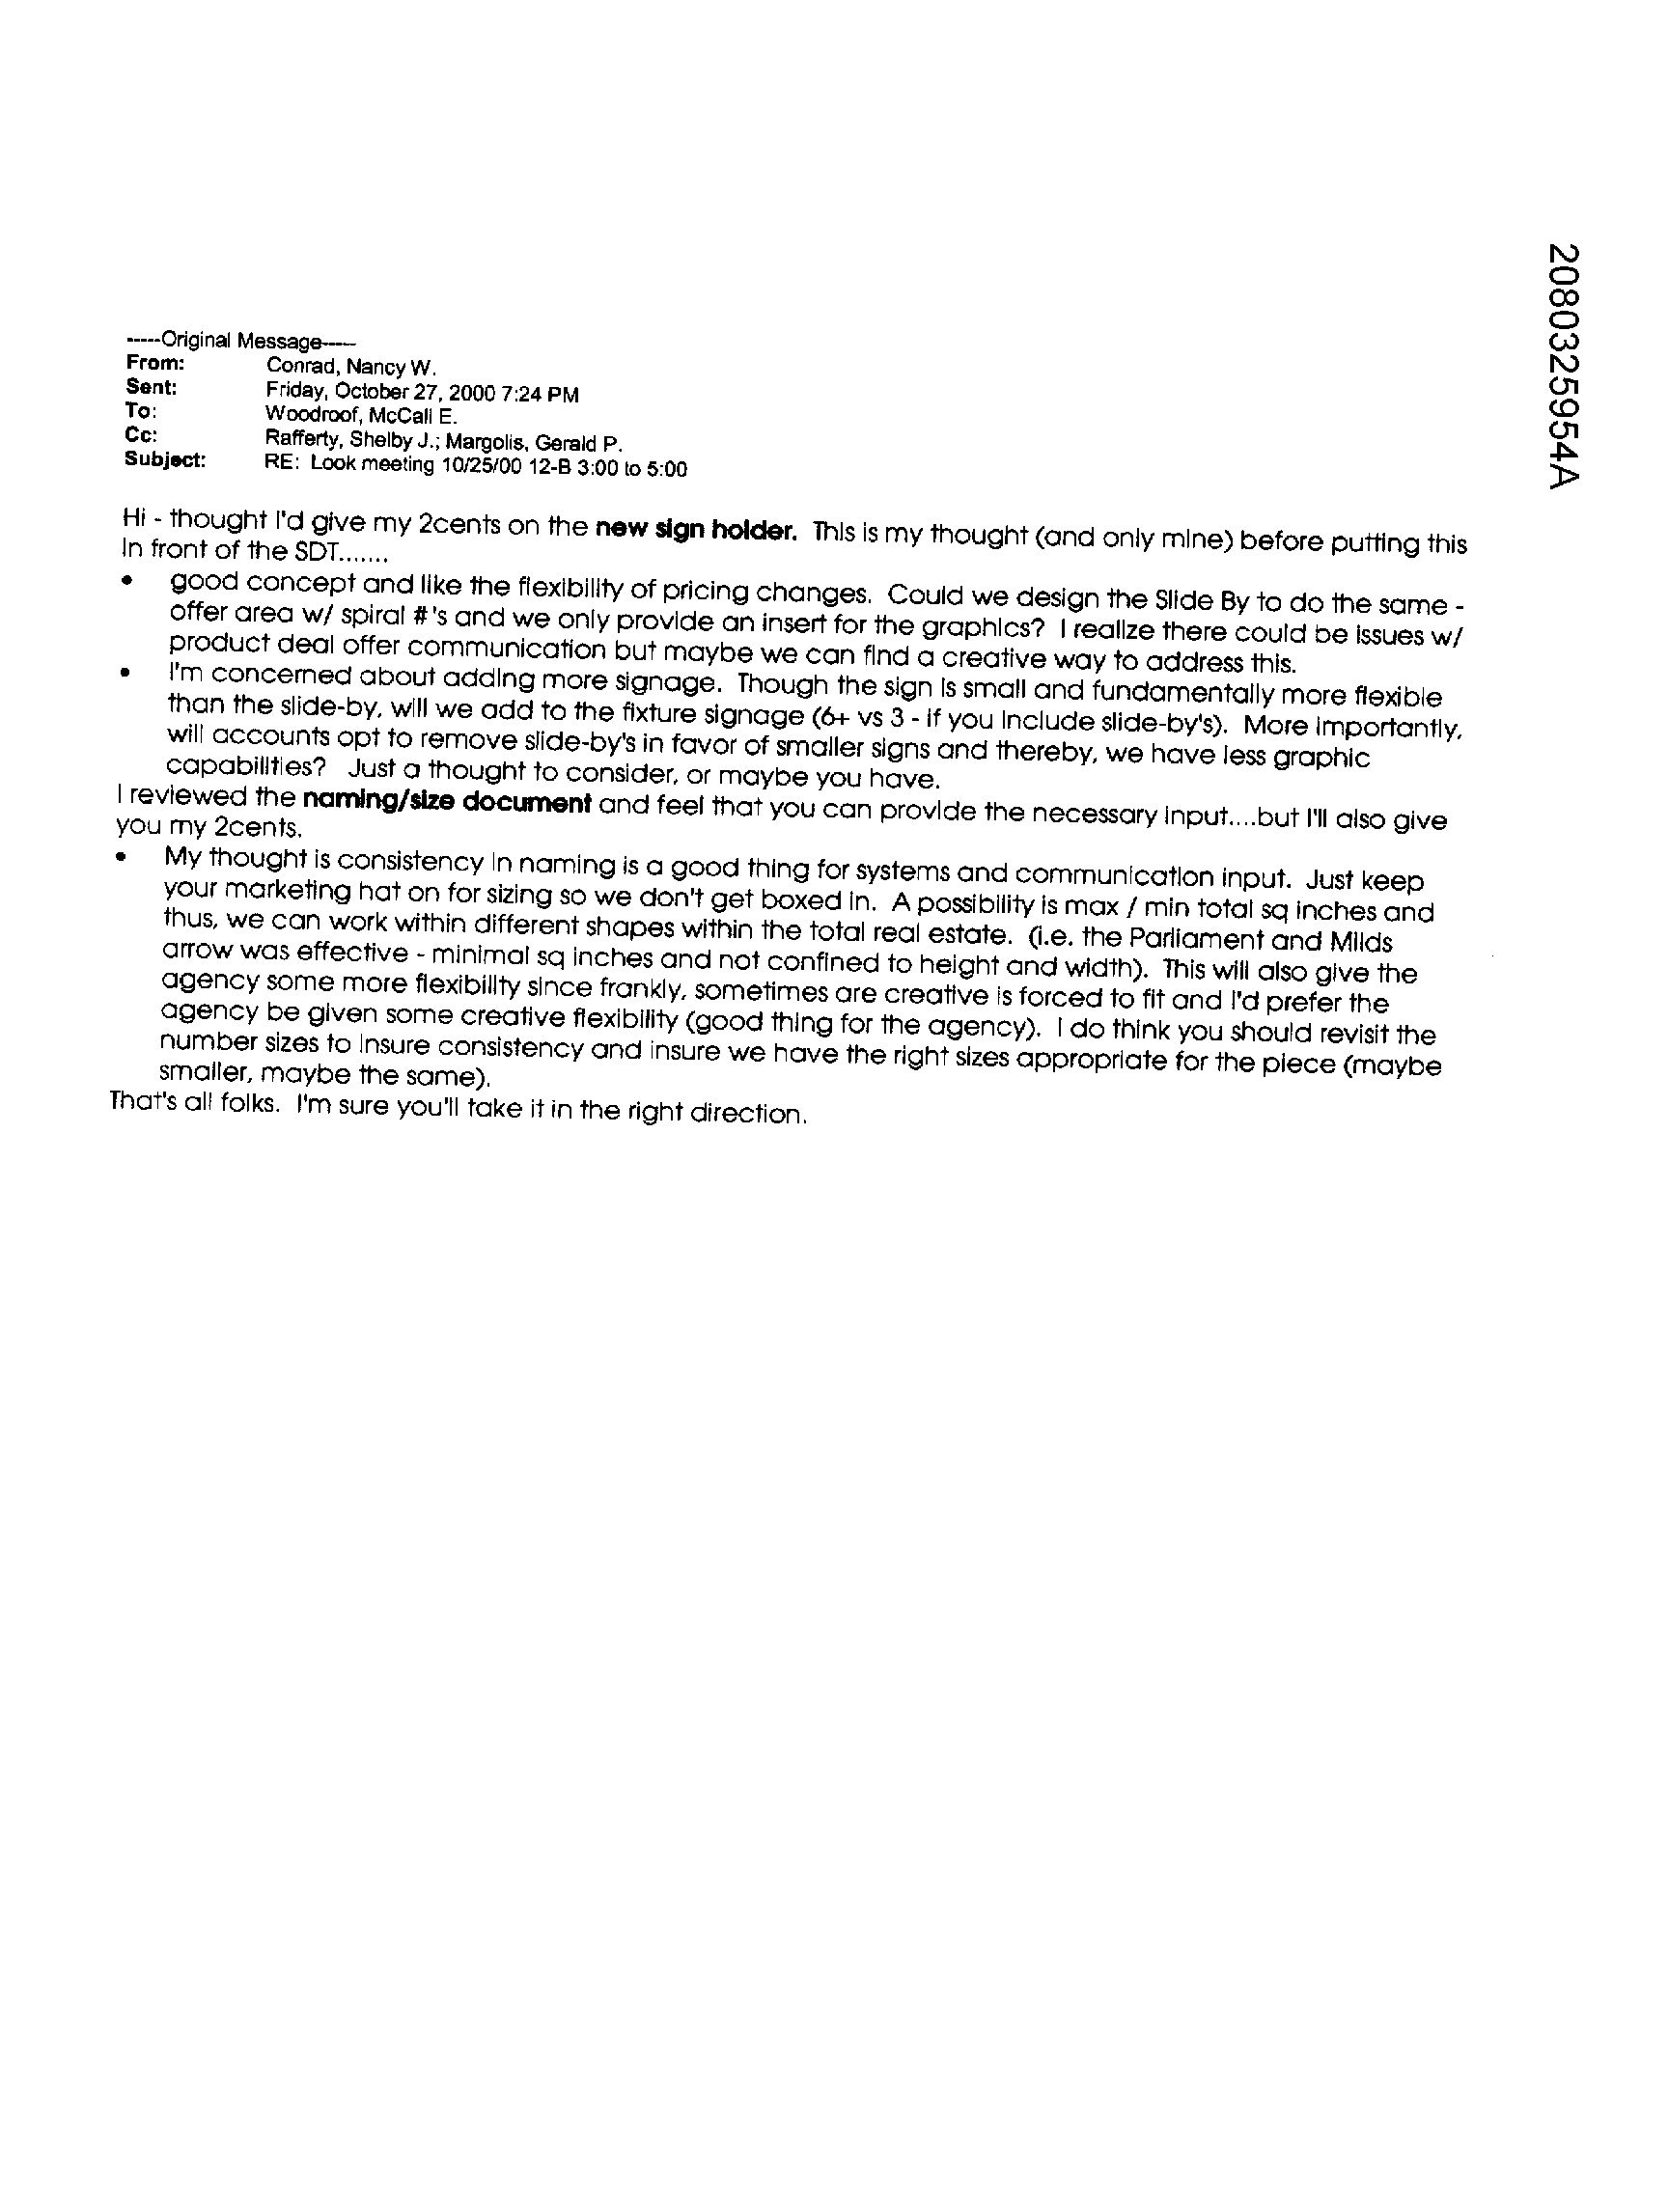 2080325954A
-----Original Message-----
From: Conrad, Nancy W.
Sent: Friday, October 27, 2000 7:24 PM
To: Woodroof, McCall E.
Cc: Rafferty, Shelby J.; Margolis, Gerald P.
Subject: RE: Look meeting 10/25/00 12-B 3:00 to 5:00
Hi - thought I'd give my 2cents on the new sign holder. This is my thought (and only mine) before putting this
in front of the SDT.......
• good concept and like the flexibility of pricing changes. Could we design the Slide By to do the same -
offer area w/ spiral #'s and we only provide an insert for the graphics? I realize there could be issues w/
product deal offer communication but maybe we can find a creative way to address this.
• I'm concerned about adding more signage. Though the sign is small and fundamentally more flexible
than the slide-by, will we add to the fixture signage (6+ vs 3 - if you include slide-by's). More importantly,
will accounts opt to remove slide-by's in favor of smaller signs and thereby, we have less graphic
capabilities? Just a thought to consider, or maybe you have.
I reviewed the naming/size document and feel that you can provide the necessary input....but I'll also give
you my 2cents.
• My thought is consistency in naming is a good thing for systems and communication input. Just keep
your marketing hat on for sizing so we don't get boxed in. A possibility is max / min total sq inches and
thus, we can work within different shapes within the total real estate. (i.e. the Parliament and Milds
arrow was effective - minimal sq inches and not confined to height and width). This will also give the
agency some more flexibility since frankly, sometimes are creative is forced to fit and I'd prefer the
agency be given some creative flexibility (good thing for the agency). I do think you should revisit the
number sizes to insure consistency and insure we have the right sizes appropriate for the piece (maybe
smaller, maybe the same).
That's all folks. I'm sure you'll take it in the right direction.